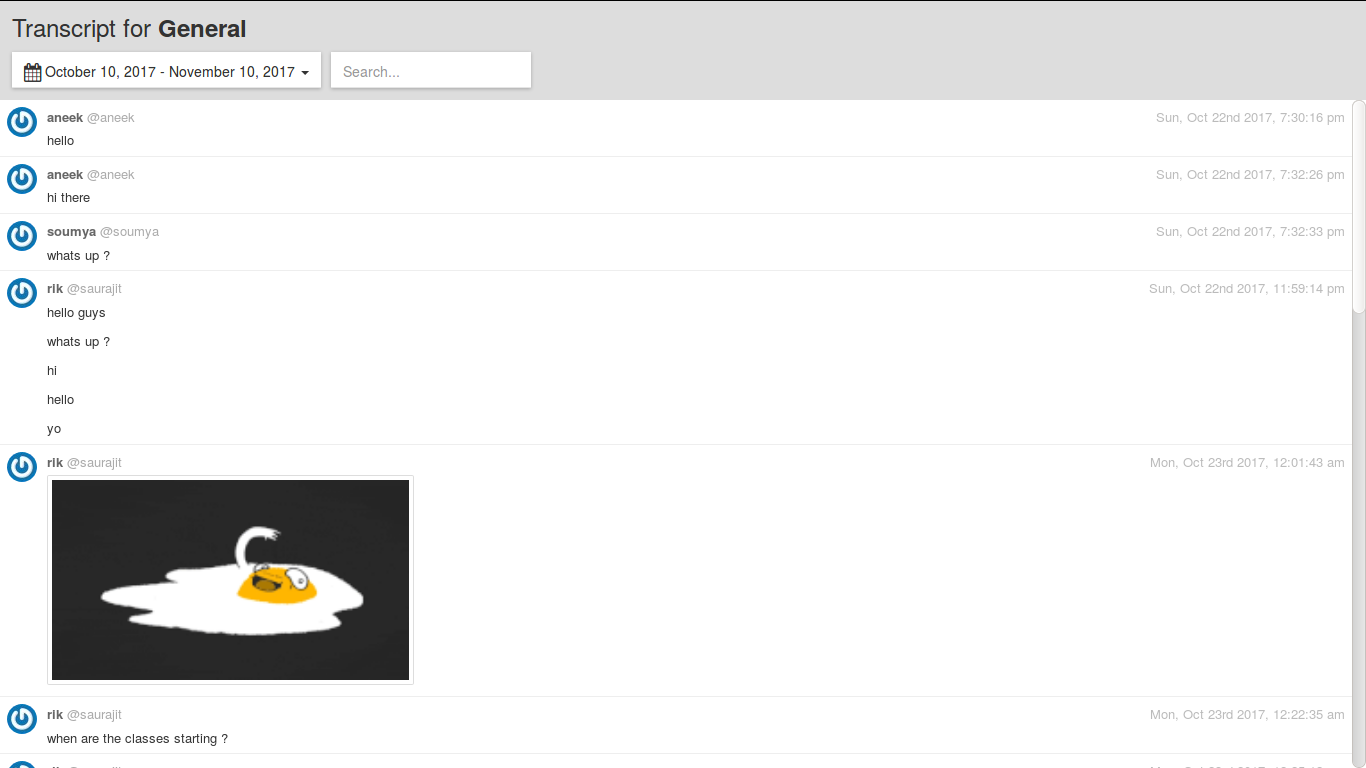 Transcript for General
October 10, 2017 - November 10, 2017
Search...
aneek @aneek Sun, Oct 22nd 2017, 7:30:16 pm
hello
aneek @aneek Sun, Oct 22nd 2017, 7:32:26 pm
hi there
soumya @soumya Sun, Oct 22nd 2017, 7:32:33 pm
whats up ?
rik @saurajit Sun, Oct 22nd 2017, 11:59:14 pm
hello guys
whats up ?
hi
hello
yo
rik @saurajit Mon, Oct 23rd 2017, 12:01:43 am
rik @saurajit Mon, Oct 23rd 2017, 12:22:35 am
when are the classes starting ?